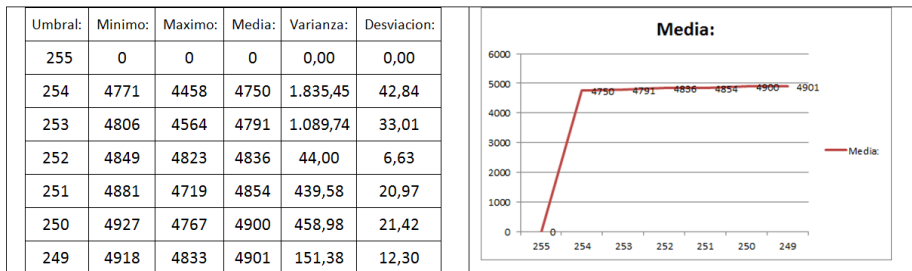 Umbral: Minimo: Maximo: Media: Varianza: Desviacion:
255 0 0 0 0,00 0,00
254 4771 4458 4750 1.835,45 42,84
253 4806 4564 4791 1.089,74 33,01
252 4849 4823 4836 44,00 6,63
251 4881 4719 4854 439,58 20,97
250 4927 4767 4900 458,98 21,42
249 4918 4833 4901 151,38 12,30
Media:
6000
5000
4750 4791 4836 4854 4900 4901
4000
3000
Media:
2000
1000
0 0
255 254 253 252 251 250 249